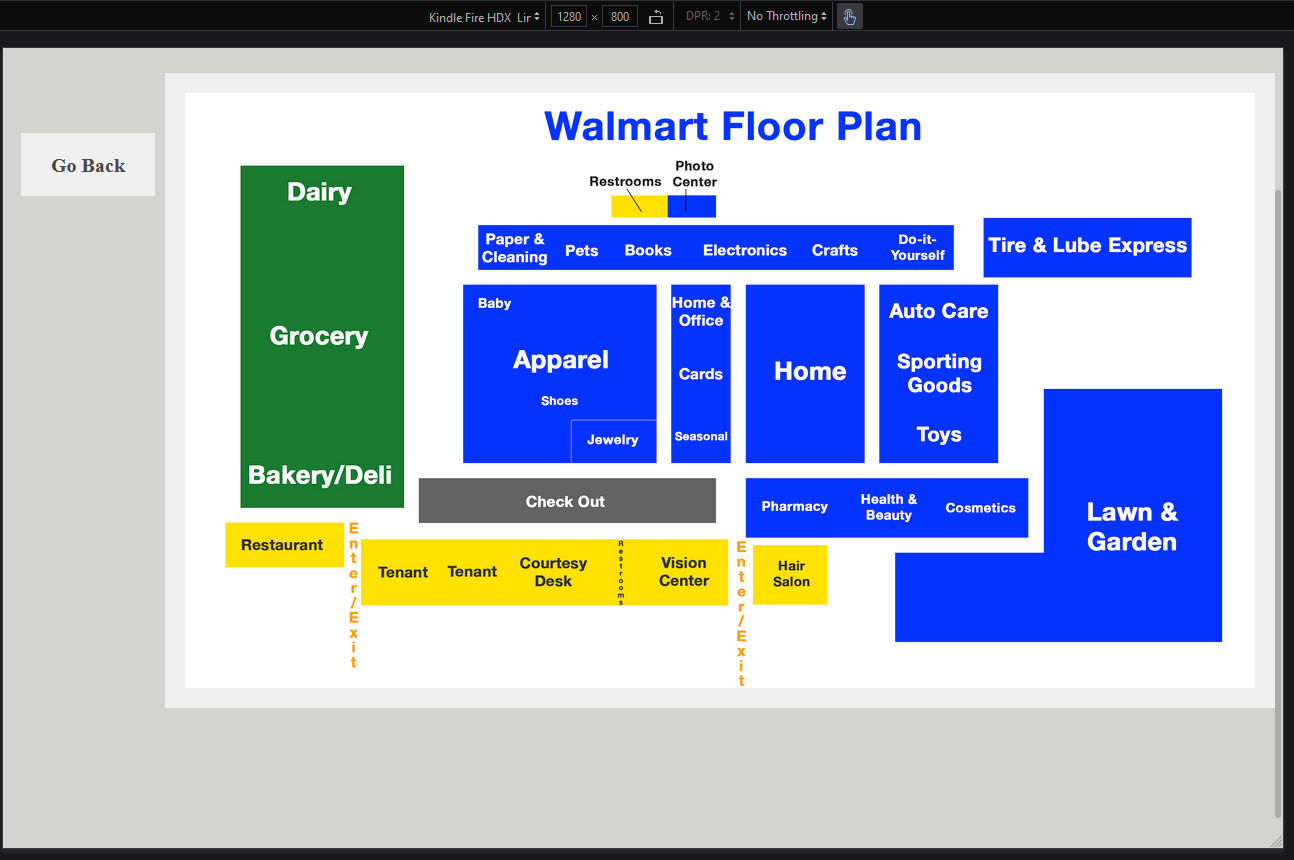 Kindle Fire HDX Lir
1280 × 800
DPR: 2
No Throttling
Go Back
Walmart Floor Plan
Restrooms
Photo
Center
Dairy
Grocery
Bakery/Deli
Paper &
Cleaning
Pets
Books
Electronics
Crafts
Do-it-
Yourself
Tire & Lube Express
Baby
Apparel
Shoes
Jewelry
Home &
Office
Cards
Seasonal
Home
Auto Care
Sporting
Goods
Toys
Check Out
Pharmacy
Health &
Beauty
Cosmetics
Lawn &
Garden
Restaurant
Enter/Exit
Tenant
Tenant
Courtesy
Desk
Restrooms
Vision
Center
Enter/Exit
Hair
Salon